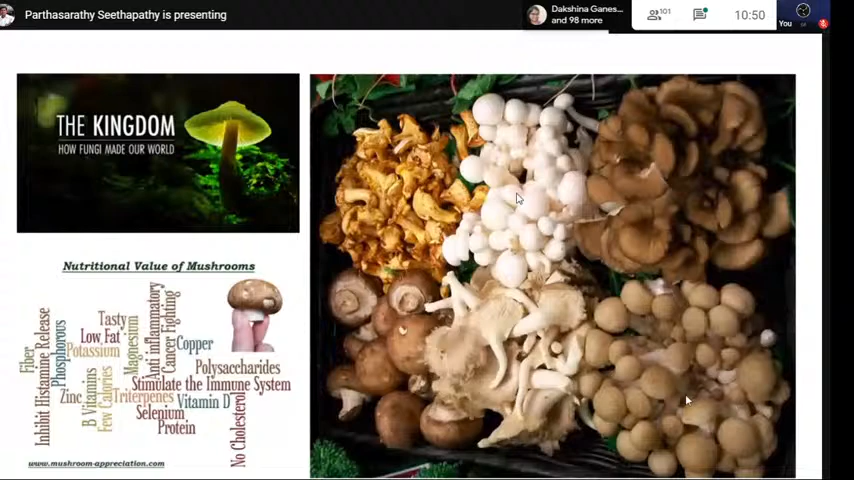 Parthasarathy Seethapathy is presenting
Dakshina Ganes...
and 98 more
101
10:50
You
THE KINGDOM
HOW FUNGI MADE OUR WORLD
Nutritional Value of Mushrooms
Fiber
Inhibit Histamine Release
Phosphorous
Tasty
Low Fat
Potassium
Magnesium
Anti inflammatory
Cancer Fighting
Copper
Polysaccharides
Stimulate the Immune System
Zinc
B Vitamins
Few Calories
Triterpenes
Vitamin D
Selenium
Protein
No Cholesterol
www.mushroom-appreciation.com